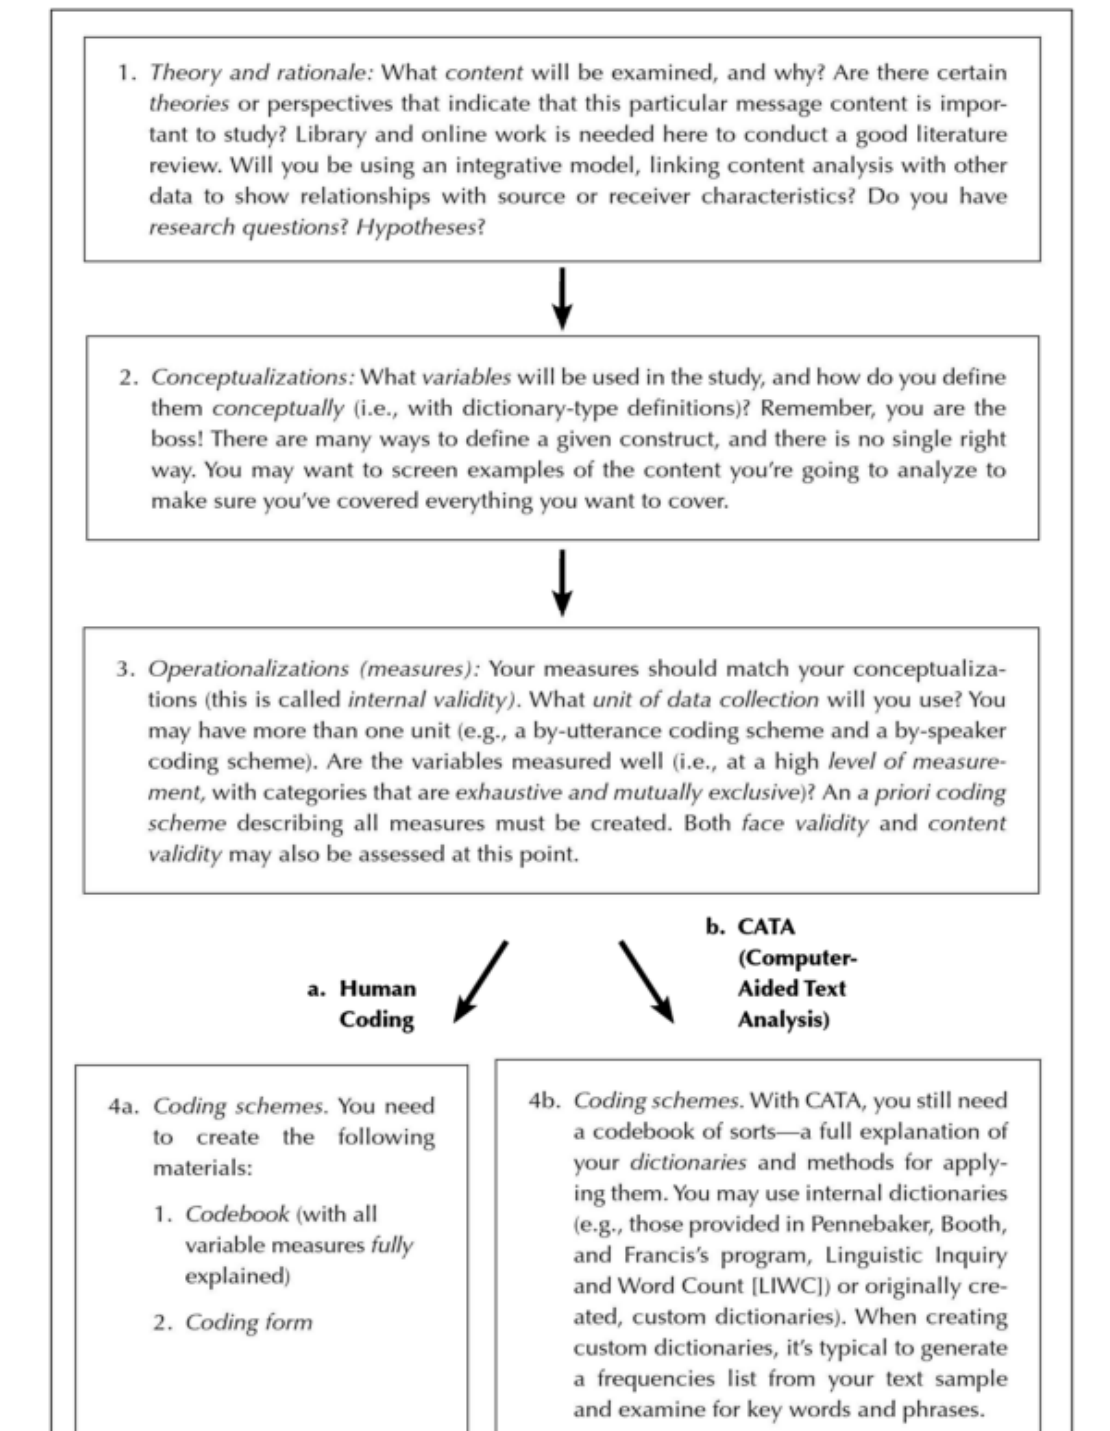 1. Theory and rationale: What content will be examined, and why? Are there certain
theories or perspectives that indicate that this particular message content is impor-
tant to study? Library and online work is needed here to conduct a good literature
review. Will you be using an integrative model, linking content analysis with other
data to show relationships with source or receiver characteristics? Do you have
research questions? Hypotheses?
2. Conceptualizations: What variables will be used in the study, and how do you define
them conceptually (i.e., with dictionary-type definitions)? Remember, you are the
boss! There are many ways to define a given construct, and there is no single right
way. You may want to screen examples of the content you're going to analyze to
make sure you've covered everything you want to cover.
3. Operationalizations (measures): Your measures should match your conceptualiza-
tions (this is called internal validity). What unit of data collection will you use? You
may have more than one unit (e.g., a by-utterance coding scheme and a by-speaker
coding scheme). Are the variables measured well (i.e., at a high level of measure-
ment, with categories that are exhaustive and mutually exclusive)? An a priori coding
scheme describing all measures must be created. Both face validity and content
validity may also be assessed at this point.
a. Human
Coding
b. CATA
(Computer-
Aided Text
Analysis)
4a. Coding schemes. You need
to create the following
materials:
1. Codebook (with all
variable measures fully
explained)
2. Coding form
4b. Coding schemes. With CATA, you still need
a codebook of sorts—a full explanation of
your dictionaries and methods for apply-
ing them. You may use internal dictionaries
(e.g., those provided in Pennebaker, Booth,
and Francis's program, Linguistic Inquiry
and Word Count [LIWC]) or originally cre-
ated, custom dictionaries). When creating
custom dictionaries, it's typical to generate
a frequencies list from your text sample
and examine for key words and phrases.